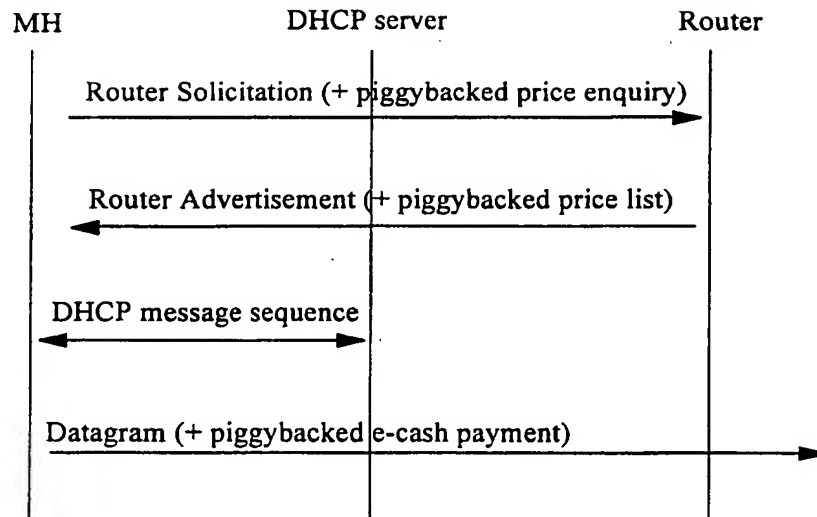 MH DHCP server Router
Router Solicitation (+ piggybacked price enquiry)
Router Advertisement (+ piggybacked price list)
DHCP message sequence
Datagram (+ piggybacked e-cash payment)